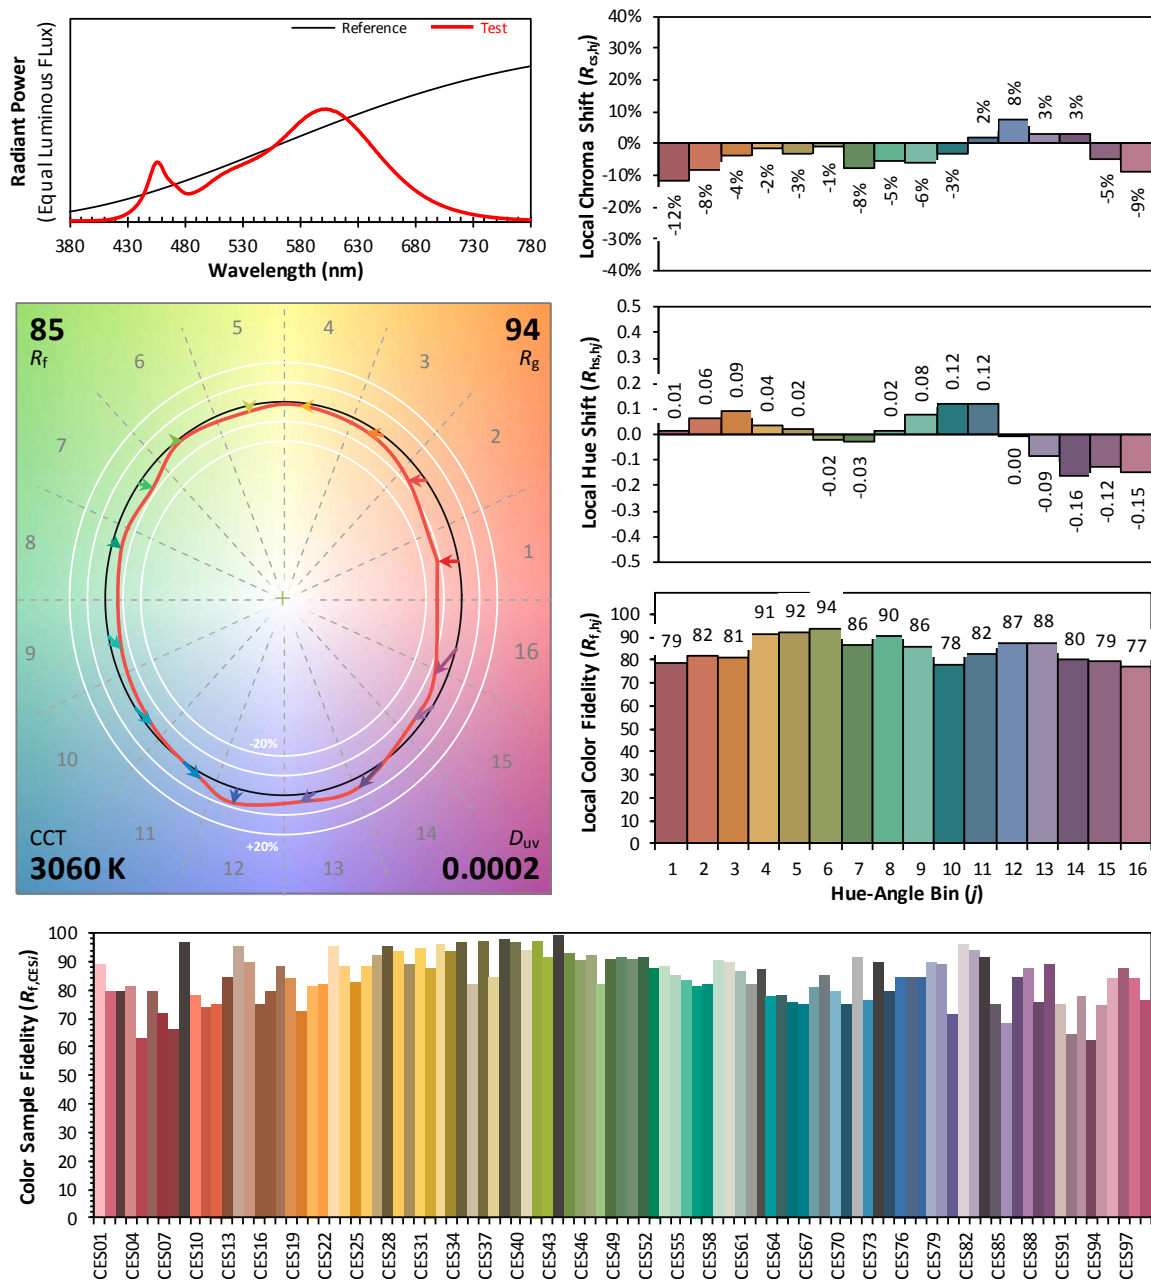 Radiant Power
(Equal Luminous FLux)
Reference
Test
380 430 480 530 580 630 680 730 780
Wavelength (nm)
Local Chroma Shift (Rcs,hj)
40%
30%
20%
10%
0%
-10%
-20%
-30%
-40%
-12% -8% -4% -2% -3% -1% -8% -5% -6% -3% 2% 8% 3% 3% -5% -9%
85
Rf
94
Rg
5 4
6 3
7 2
8 1
9 16
10 15
11 14
12 13
-20%
+20%
CCT
3060 K
Duv
0.0002
Local Hue Shift (Rhs,hj)
0.5
0.4
0.3
0.2
0.1
0.0
-0.1
-0.2
-0.3
-0.4
-0.5
0.01 0.06 0.09 0.04 0.02 -0.02 -0.03 0.02 0.08 0.12 0.12 0.00 -0.09 -0.16 -0.12 -0.15
Local Color Fidelity (Rf,hj)
100
90
80
70
60
50
40
30
20
10
0
79 82 81 91 92 94 86 90 86 78 82 87 88 80 79 77
1 2 3 4 5 6 7 8 9 10 11 12 13 14 15 16
Hue-Angle Bin (j)
Color Sample Fidelity (Rf,CESi)
100
90
80
70
60
50
40
30
20
10
0
CES01 CES04 CES07 CES10 CES13 CES16 CES19 CES22 CES25 CES28 CES31 CES34 CES37 CES40 CES43 CES46 CES49 CES52 CES55 CES58 CES61 CES64 CES67 CES70 CES73 CES76 CES79 CES82 CES85 CES88 CES91 CES94 CES97